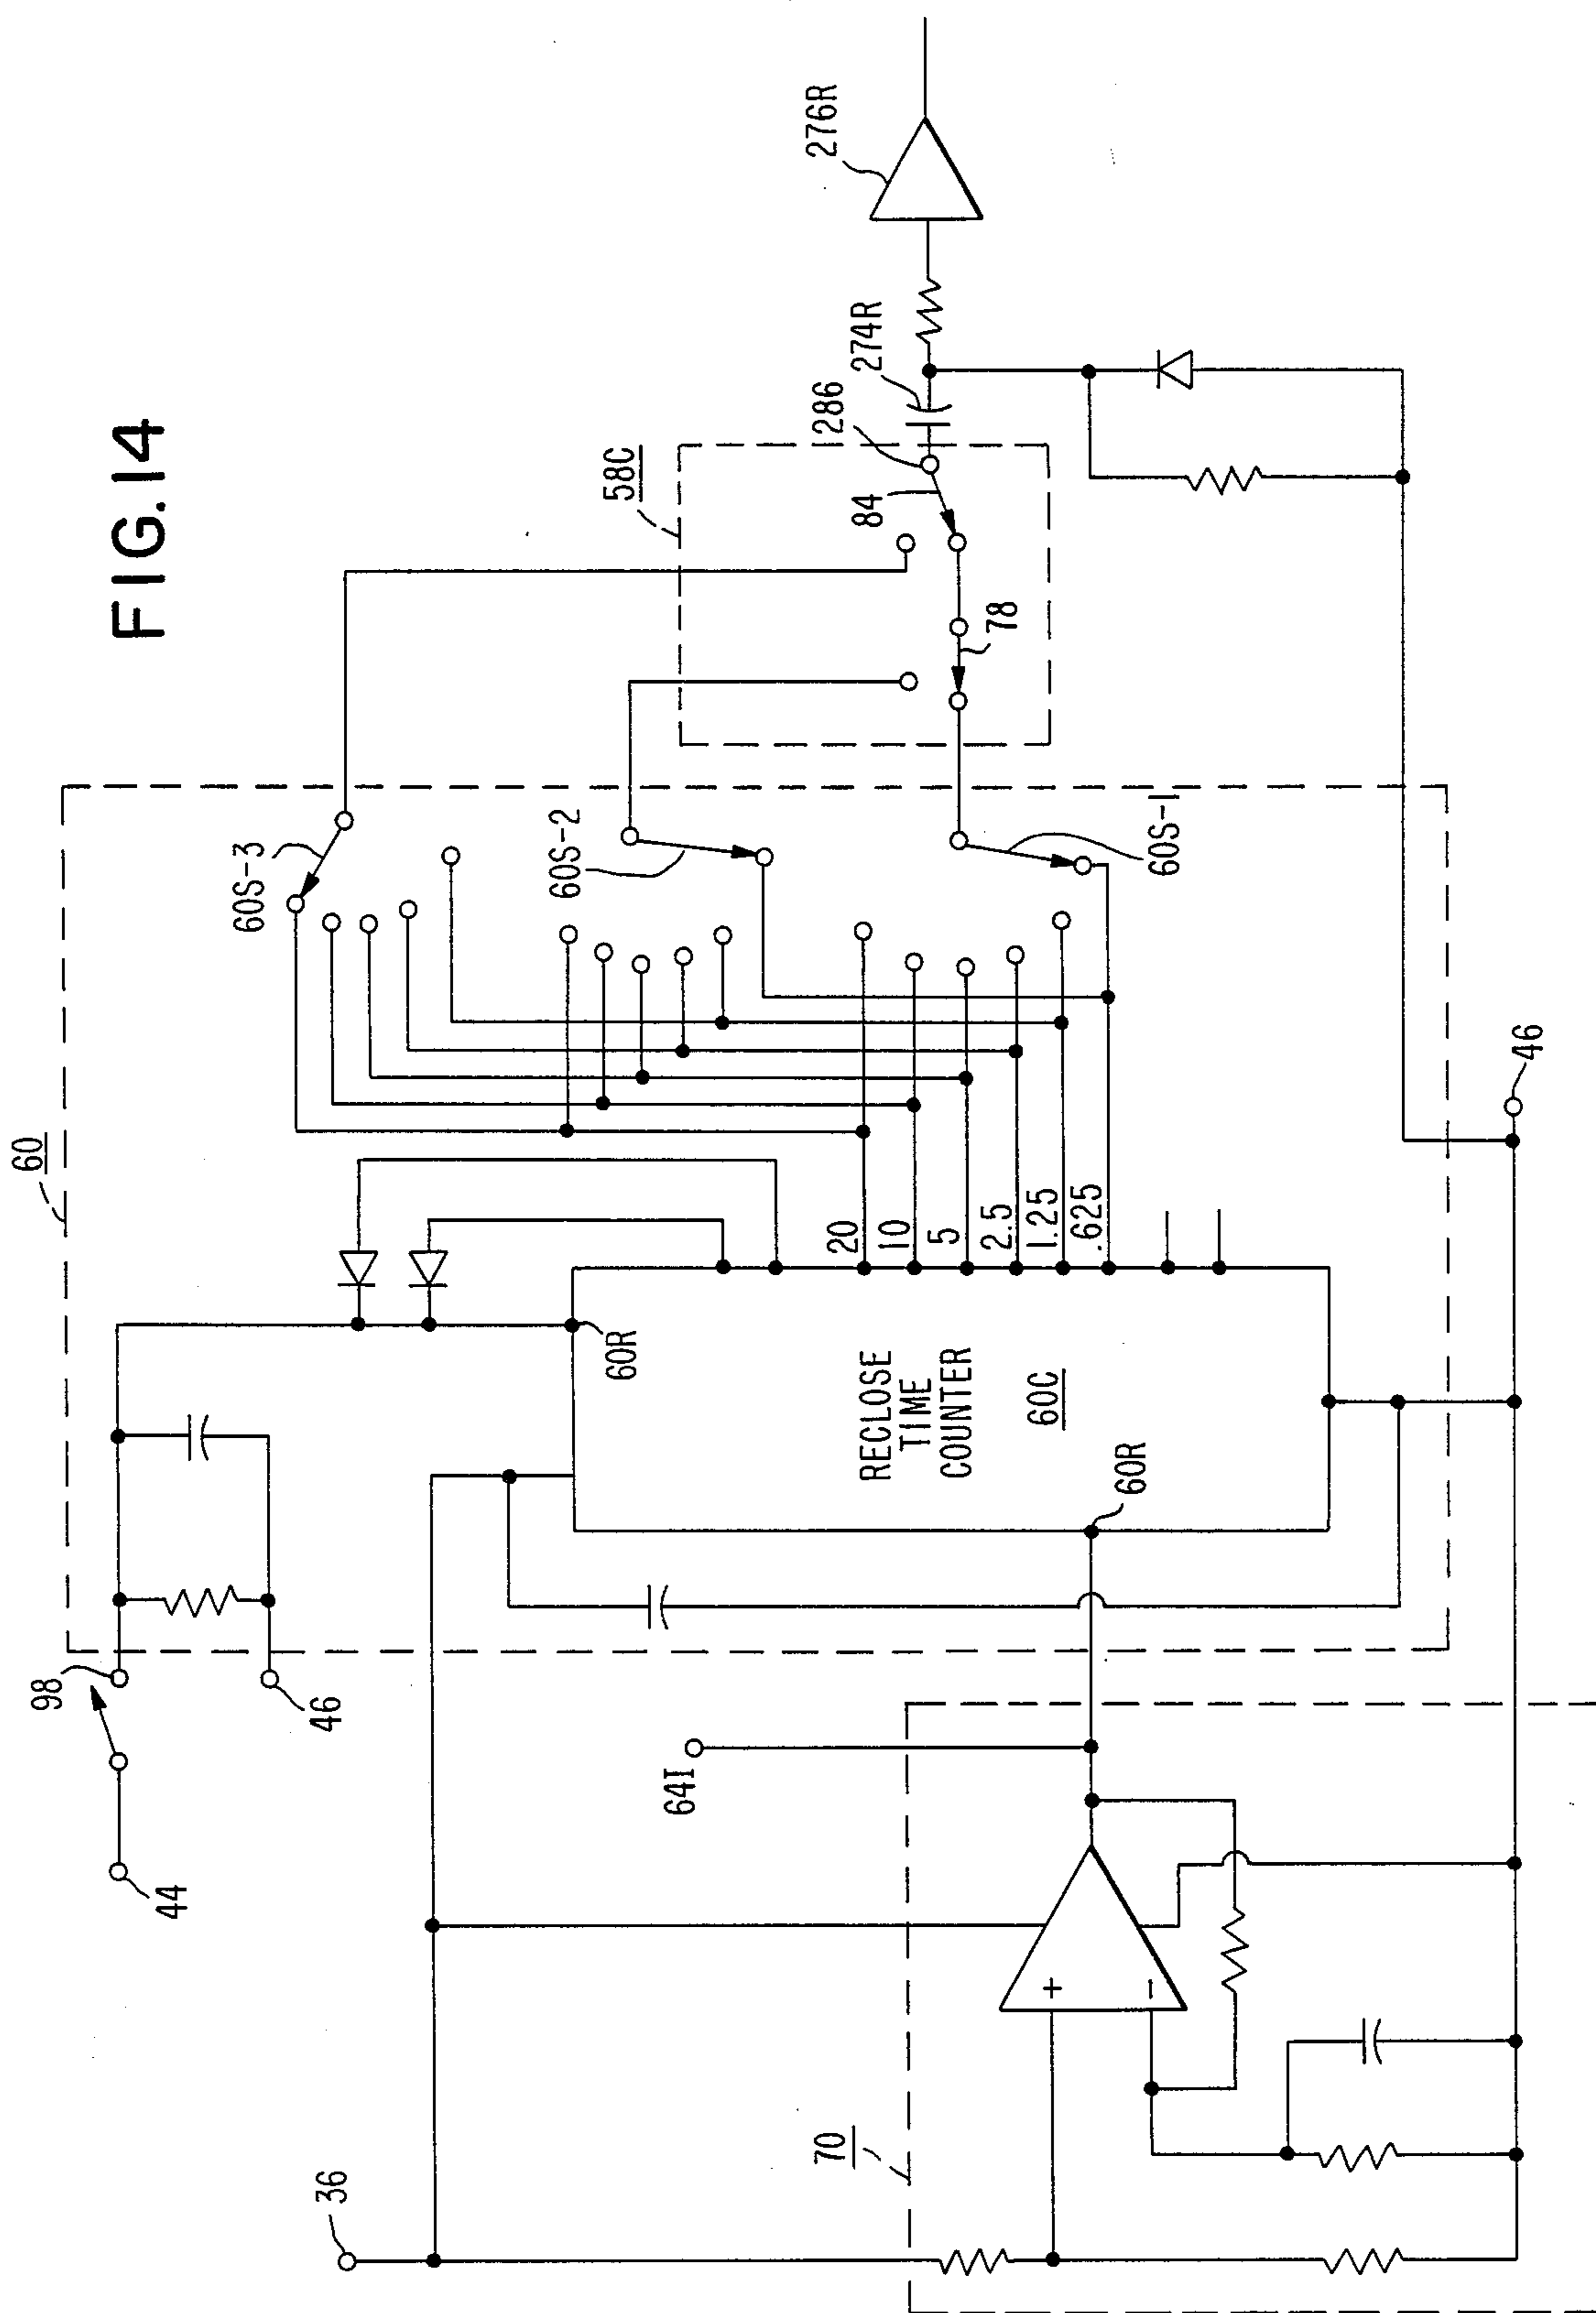 FIG.14
276R
274R
286
58C
84
78
60
60S-3
60S-2
60S-1
20
10
5
2.5
1.25
.625
46
60R
RECLOSE
TIME
COUNTER
60C
60R
98
46
44
64I
+
−
70
36